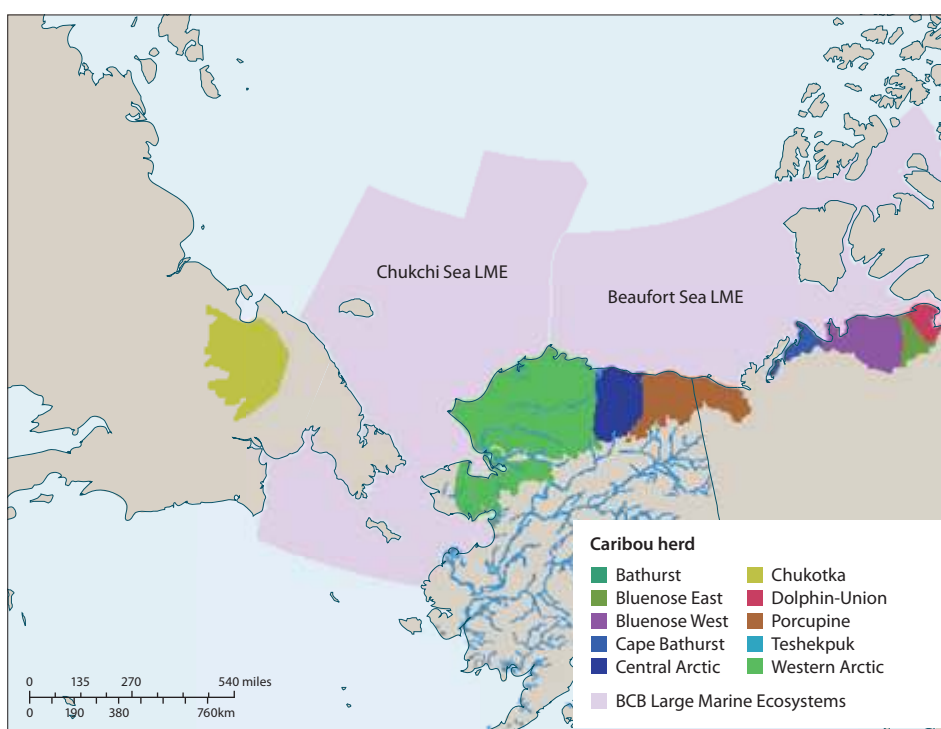 Chukchi Sea LME
Beaufort Sea LME
Caribou herd
Bathurst
Bluenose East
Bluenose West
Cape Bathurst
Central Arctic
Chukotka
Dolphin-Union
Porcupine
Teshekpuk
Western Arctic
BCB Large Marine Ecosystems
0 135 270 540 miles
0 190 380 760km